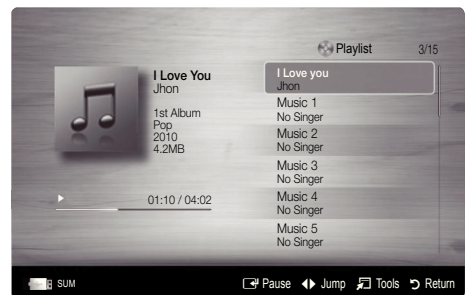 Playlist 3/15
I Love You
Jhon
1st Album
Pop
2010
4.2MB
01:10 / 04:02
I Love you
Jhon
Music 1
No Singer
Music 2
No Singer
Music 3
No Singer
Music 4
No Singer
Music 5
No Singer
SUM Pause Jump Tools Return